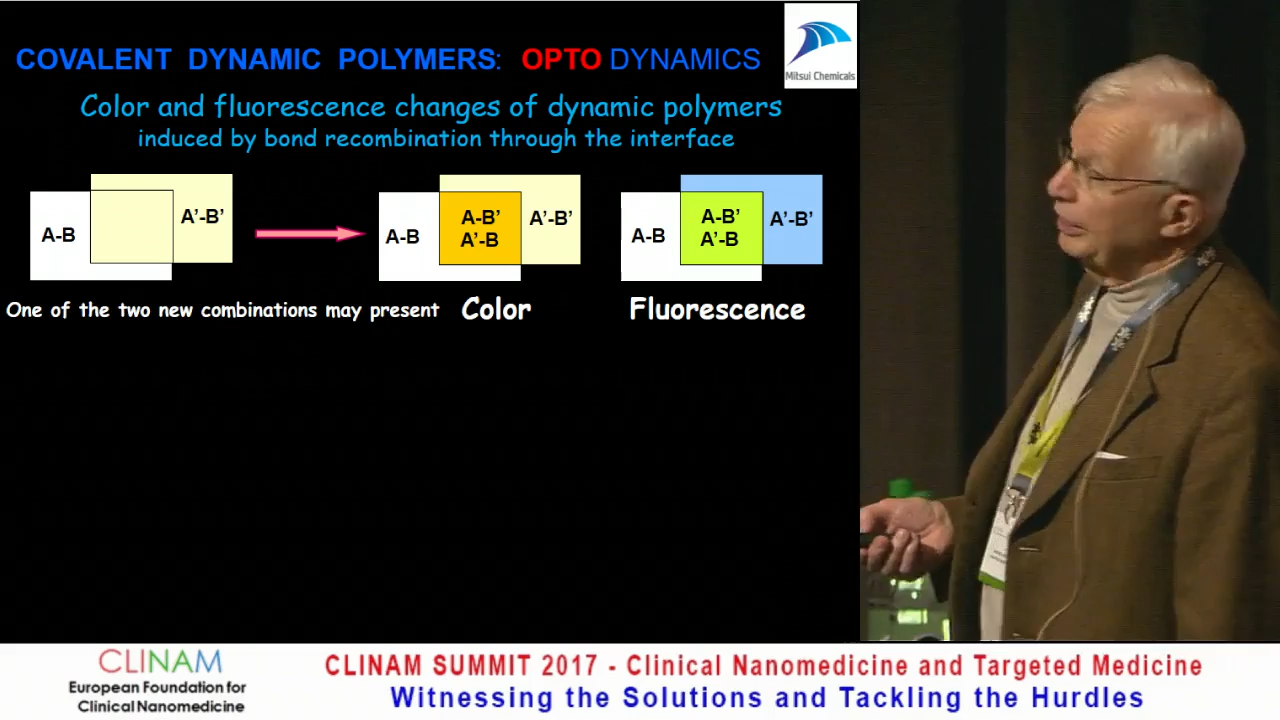 COVALENT DYNAMIC POLYMERS: OPTO DYNAMICS
Mitsui Chemicals
Color and fluorescence changes of dynamic polymers
induced by bond recombination through the interface
A-B
A’-B’
A-B
A-B’
A’-B
A’-B’
A-B
A-B’
A’-B
A’-B’
One of the two new combinations may present Color Fluorescence
CLINAM
European Foundation for
Clinical Nanomedicine
CLINAM SUMMIT 2017 - Clinical Nanomedicine and Targeted Medicine
Witnessing the Solutions and Tackling the Hurdles